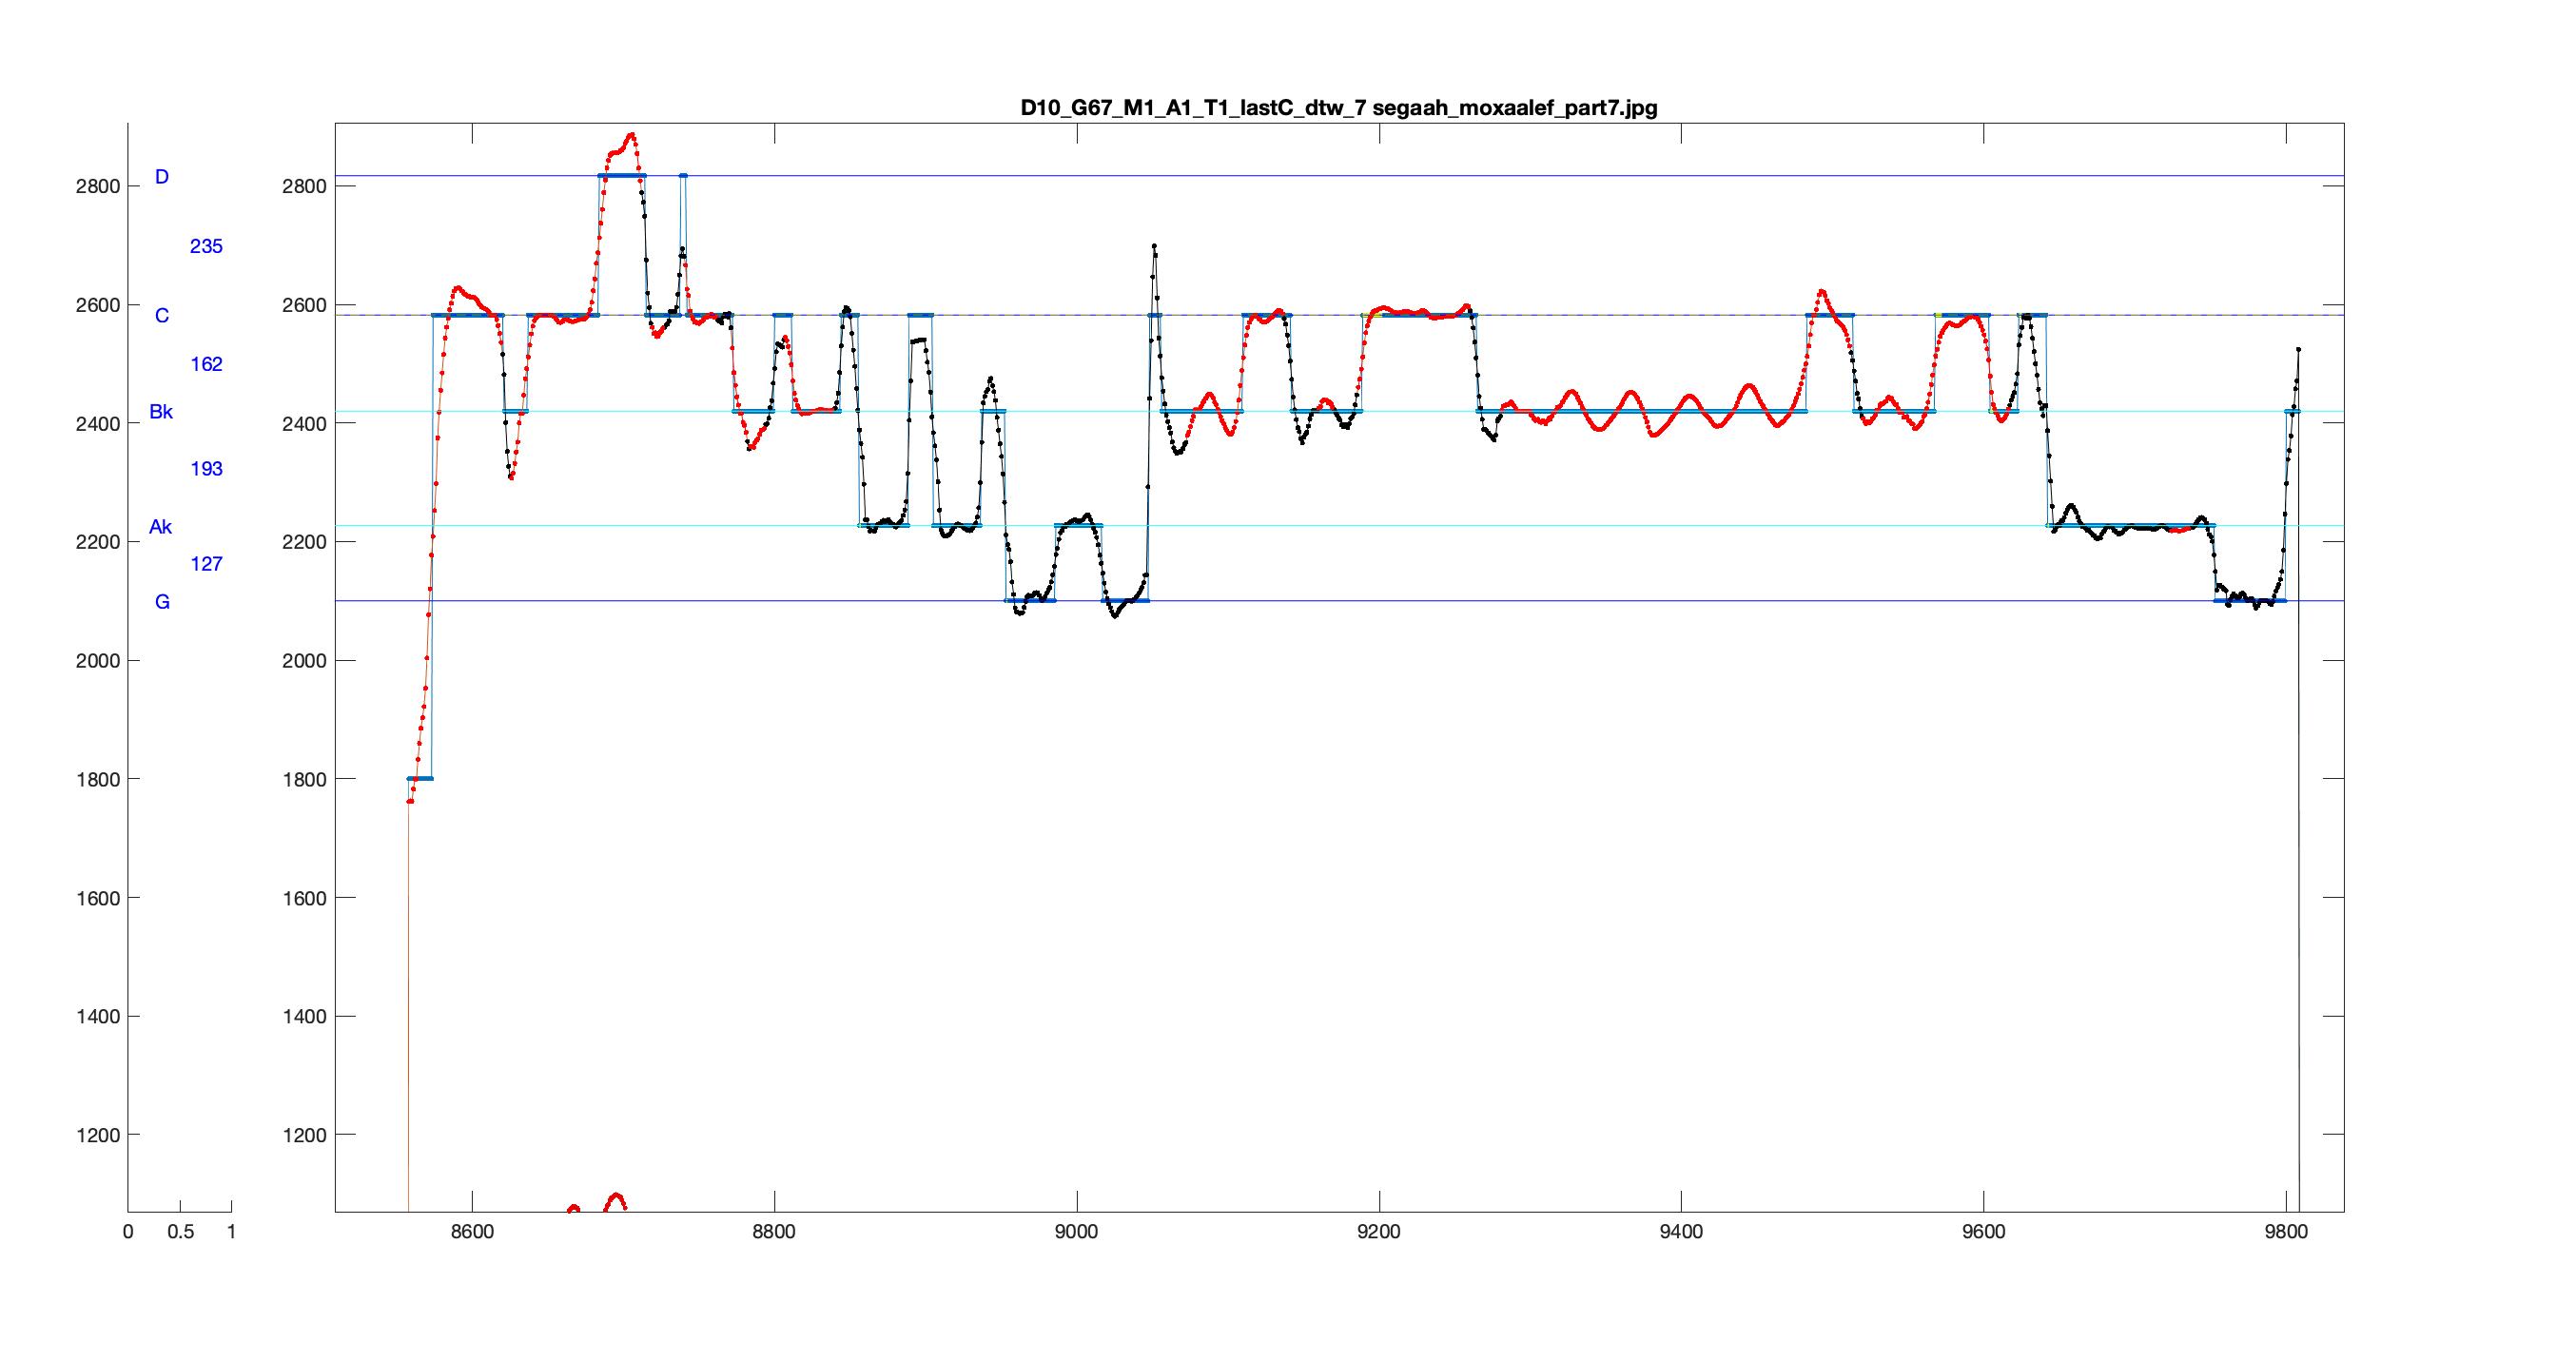 D10_G67_M1_A1_T1_lastC_dtw_7 segaah_moxaalef_part7.jpg
2800 D 2800
235
2600 C 2600
162
2400 Bk 2400
193
2200 Ak 2200
127
G
2000 2000
1800 1800
1600 1600
1400 1400
1200 1200
0 0.5 1 8600 8800 9000 9200 9400 9600 9800